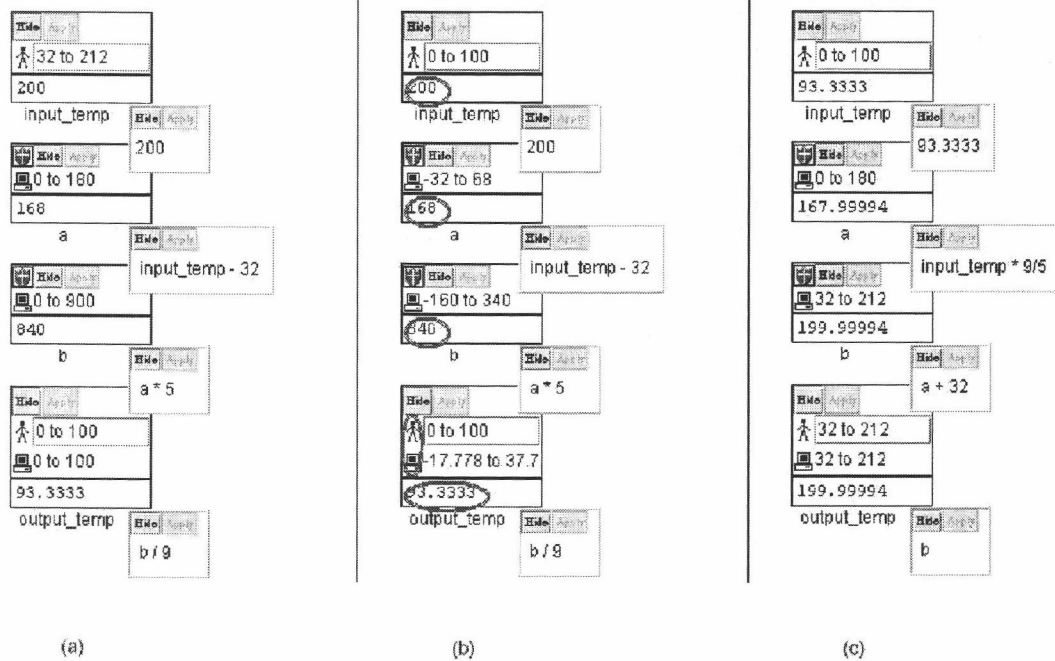 Hide Apply
32 to 212
200
input_temp
Hide Apply
200
Hide Apply
0 to 180
168
a
Hide Apply
input_temp - 32
Hide Apply
0 to 900
840
b
Hide Apply
a * 5
Hide Apply
0 to 100
0 to 100
93.3333
output_temp
Hide Apply
b / 9
(a)
Hide Apply
0 to 100
200
input_temp
Hide Apply
200
Hide Apply
-32 to 68
168
a
Hide Apply
input_temp - 32
Hide Apply
-160 to 340
840
b
Hide Apply
a * 5
Hide Apply
0 to 100
-17.778 to 37.7
93.3333
output_temp
Hide Apply
b / 9
(b)
Hide Apply
0 to 100
93.3333
input_temp
Hide Apply
93.3333
Hide Apply
0 to 180
167.99994
a
Hide Apply
input_temp * 9/5
Hide Apply
32 to 212
199.99994
b
Hide Apply
a + 32
Hide Apply
32 to 212
32 to 212
199.99994
output_temp
Hide Apply
b
(c)